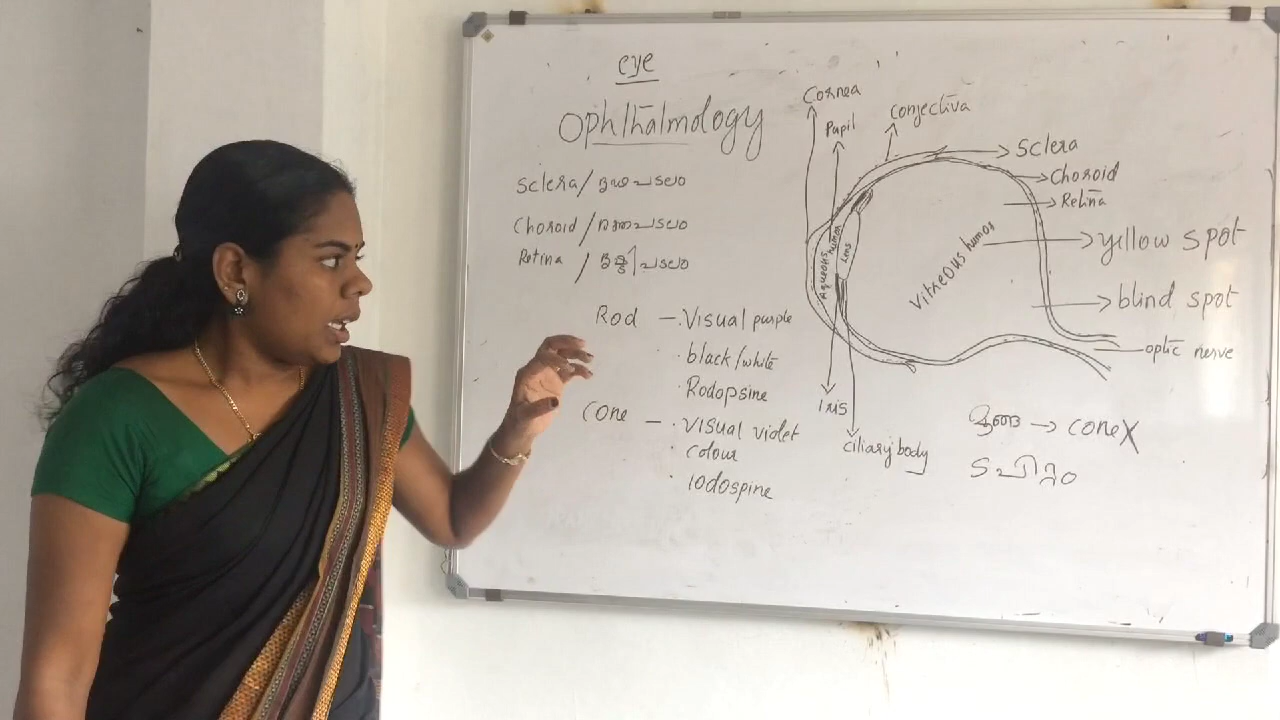 eye
Ophthalmology
Sclera / ദൃഢപടലം
Choroid / രക്തപടലം
Retina / ദൃഷ്ടിപടലം
Rod – . Visual purple
. black/white
. Rodopsine
Cone – . Visual violet
. colour
. Iodospine
Cornea
Pupil
Conjectiva
Sclera
Choroid
Retina
yellow spot
blind spot
optic nerve
Aqueous humor
Lens
Vitreous humos
Iris
ciliary body
മൂങ്ങ → cone X